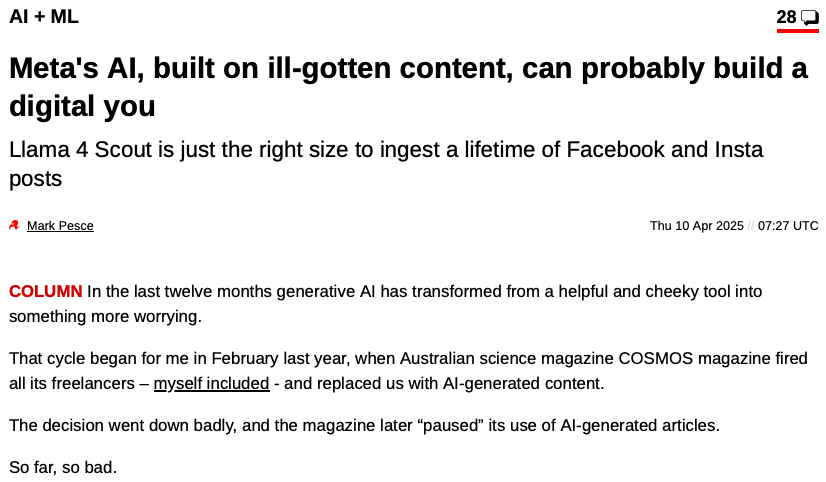 AI + ML
28
Meta's AI, built on ill-gotten content, can probably build a
digital you
Llama 4 Scout is just the right size to ingest a lifetime of Facebook and Insta
posts
Mark Pesce
Thu 10 Apr 2025 // 07:27 UTC
COLUMN In the last twelve months generative AI has transformed from a helpful and cheeky tool into
something more worrying.
That cycle began for me in February last year, when Australian science magazine COSMOS magazine fired
all its freelancers – myself included - and replaced us with AI-generated content.
The decision went down badly, and the magazine later “paused” its use of AI-generated articles.
So far, so bad.